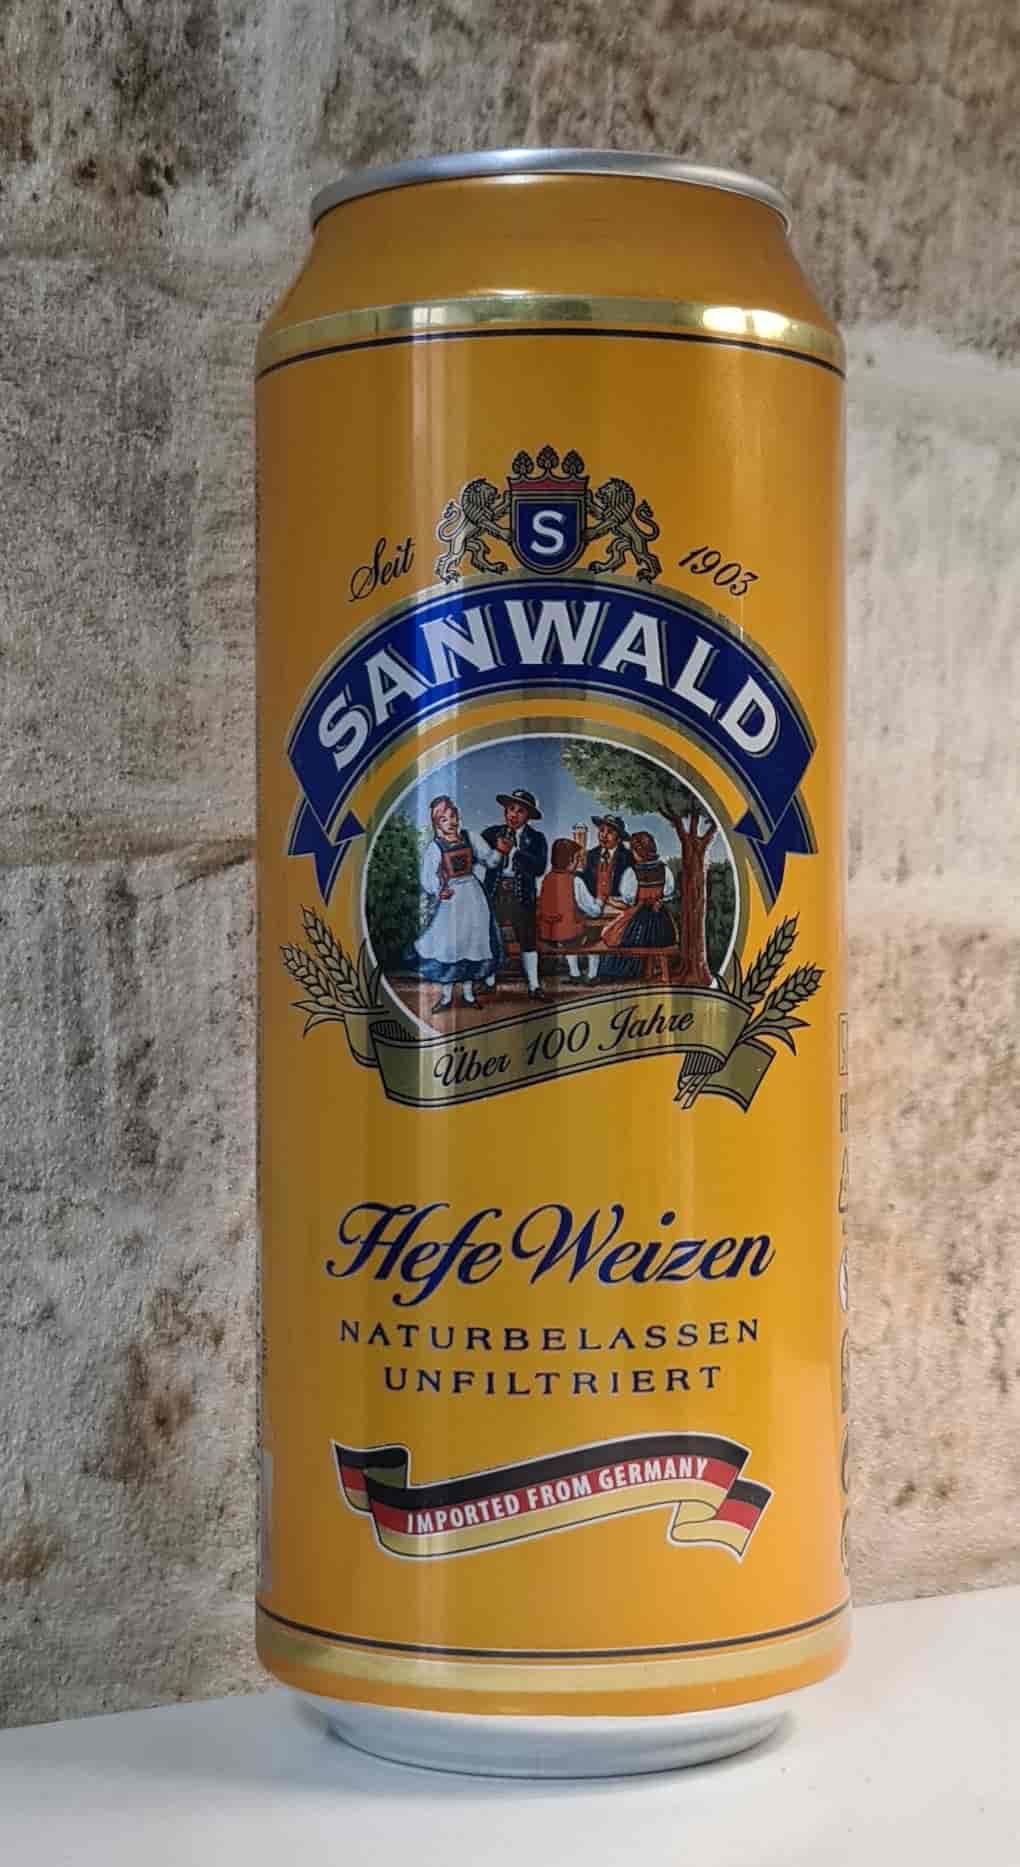 S
Seit 1903
SANWALD
Über 100 Jahre
Hefe Weizen
NATURBELASSEN
UNFILTRIERT
IMPORTED FROM GERMANY